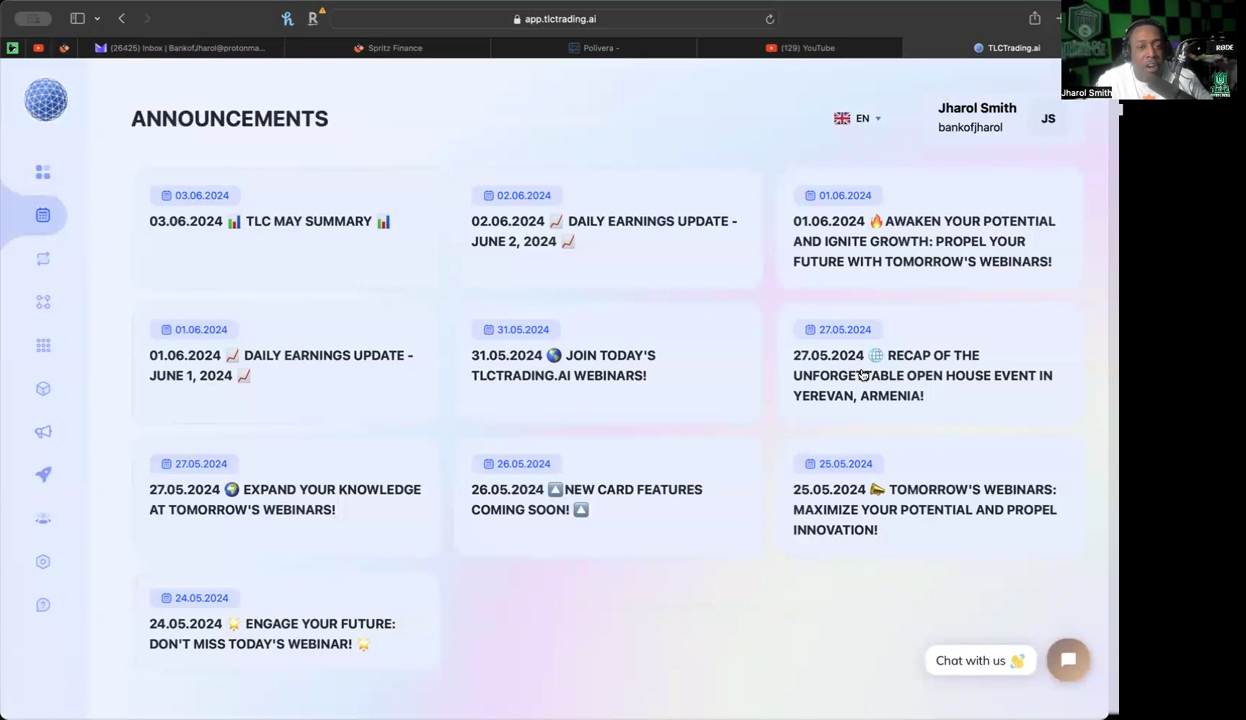 app.tlctrading.ai
(26425) Inbox | BankofJharol@protonma...
Spritz Finance
Polivera -
(129) YouTube
TLCTrading.ai
RØDE
Jharol Smith
ANNOUNCEMENTS
EN
Jharol Smith
bankofjharol
JS
03.06.2024
03.06.2024 📊 TLC MAY SUMMARY 📊
02.06.2024
02.06.2024 📈 DAILY EARNINGS UPDATE -
JUNE 2, 2024 📈
01.06.2024
01.06.2024 🔥AWAKEN YOUR POTENTIAL
AND IGNITE GROWTH: PROPEL YOUR
FUTURE WITH TOMORROW'S WEBINARS!
01.06.2024
01.06.2024 📈 DAILY EARNINGS UPDATE -
JUNE 1, 2024 📈
31.05.2024
31.05.2024 🌎 JOIN TODAY'S
TLCTRADING.AI WEBINARS!
27.05.2024
27.05.2024 🌐 RECAP OF THE
UNFORGETTABLE OPEN HOUSE EVENT IN
YEREVAN, ARMENIA!
27.05.2024
27.05.2024 🌍 EXPAND YOUR KNOWLEDGE
AT TOMORROW'S WEBINARS!
26.05.2024
26.05.2024 🔼NEW CARD FEATURES
COMING SOON! 🔼
25.05.2024
25.05.2024 📣 TOMORROW'S WEBINARS:
MAXIMIZE YOUR POTENTIAL AND PROPEL
INNOVATION!
24.05.2024
24.05.2024 🌟 ENGAGE YOUR FUTURE:
DON'T MISS TODAY'S WEBINAR! 🌟
Chat with us 👋